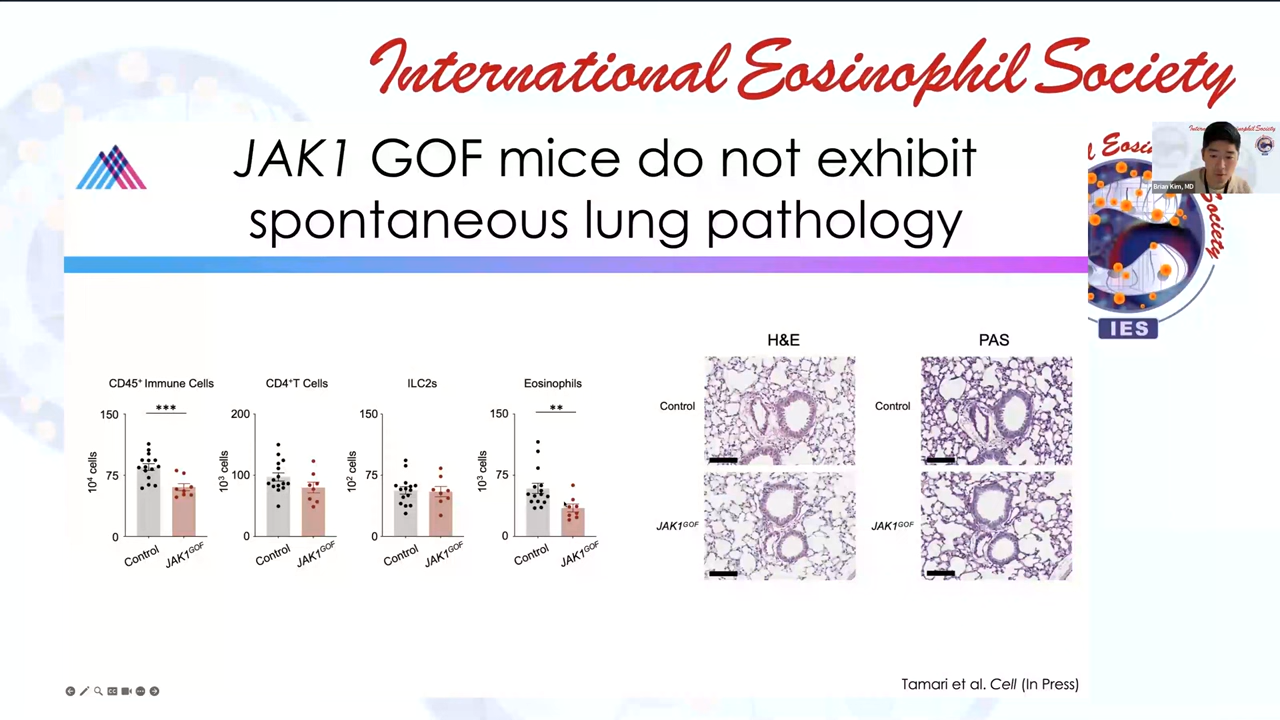 International Eosinophil Society
JAK1 GOF mice do not exhibit
spontaneous lung pathology
Brian Kim, MD
Society
IES
H&E
PAS
CD45⁺ Immune Cells
CD4⁺T Cells
ILC2s
Eosinophils
***
**
150
75
0
10⁴ cells
Control
JAK1ᴳᴼᶠ
200
100
0
10³ cells
Control
JAK1ᴳᴼᶠ
150
75
0
10² cells
Control
JAK1ᴳᴼᶠ
150
75
0
10³ cells
Control
JAK1ᴳᴼᶠ
Control
JAK1ᴳᴼᶠ
Control
JAK1ᴳᴼᶠ
Tamari et al. Cell (In Press)